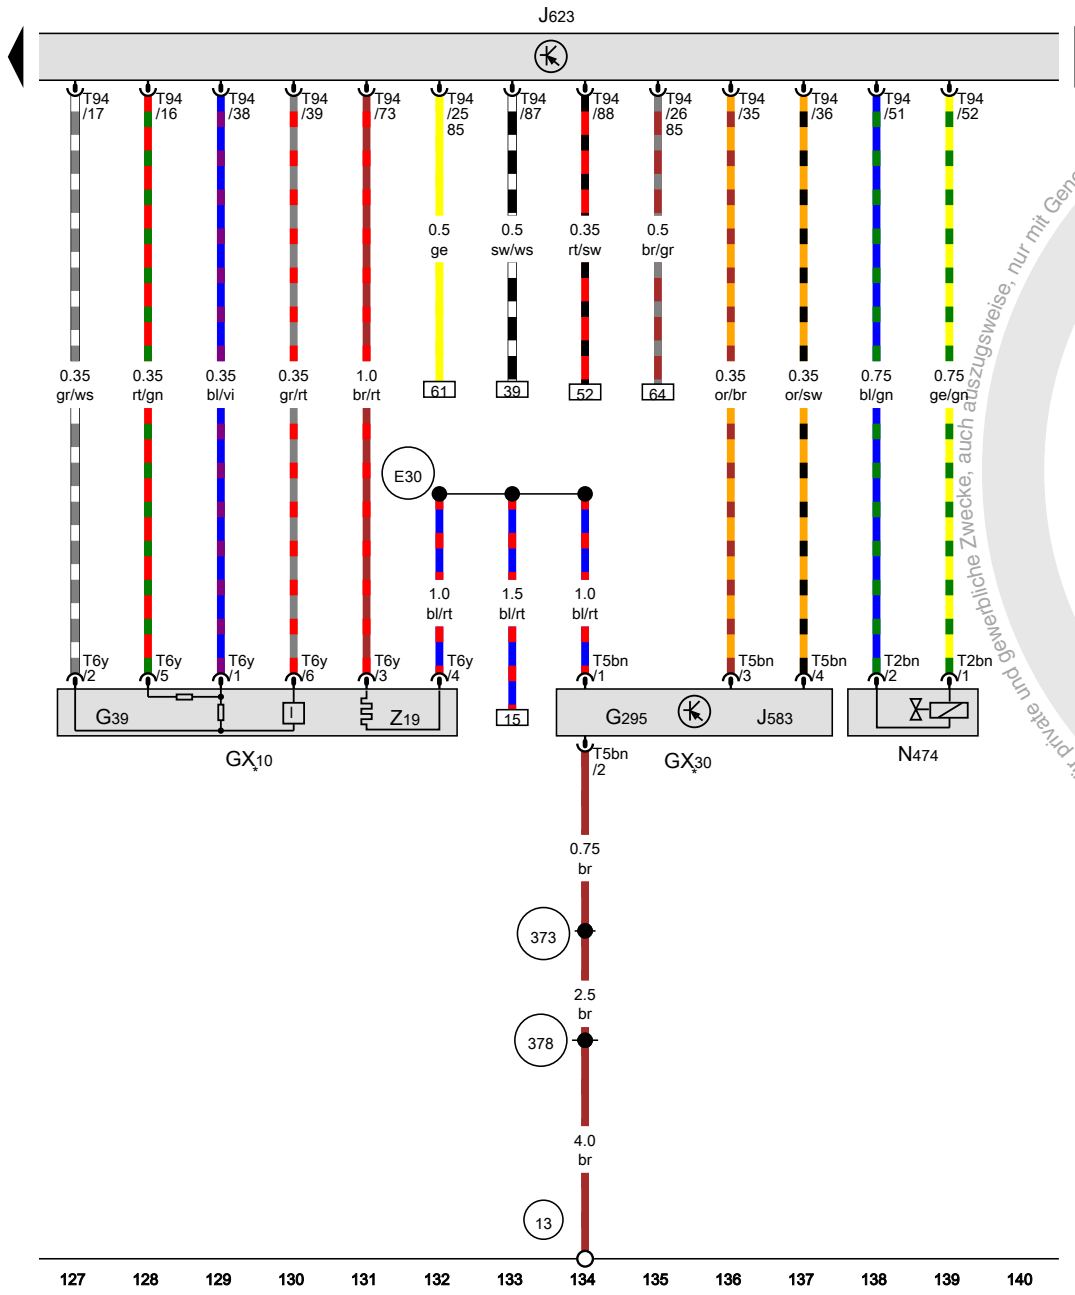 J623
T94 /17
T94 /16
T94 /38
T94 /39
T94 /73
T94 /25 85
T94 /87
T94 /88
T94 /26 85
T94 /35
T94 /36
T94 /51
T94 /52
0.5 ge
0.5 sw/ws
0.35 rt/sw
0.5 br/gr
0.35 gr/ws
0.35 rt/gn
0.35 bl/vi
0.35 gr/rt
1.0 br/rt
61
39
52
64
0.35 or/br
0.35 or/sw
0.75 bl/gn
0.75 ge/gn
E30
1.0 bl/rt
1.5 bl/rt
1.0 bl/rt
T6y /2
T6y /5
T6y /1
T6y /6
T6y /3
T6y /4
T5bn /1
T5bn /3
T5bn /4
T2bn /2
T2bn /1
G39
Z19
15
G295
J583
GX*10
T5bn /2
GX*30
N474
0.75 br
373
2.5 br
378
4.0 br
13
127 128 129 130 131 132 133 134 135 136 137 138 139 140
private und gewerbliche Zwecke, auch auszugsweise, nur mit